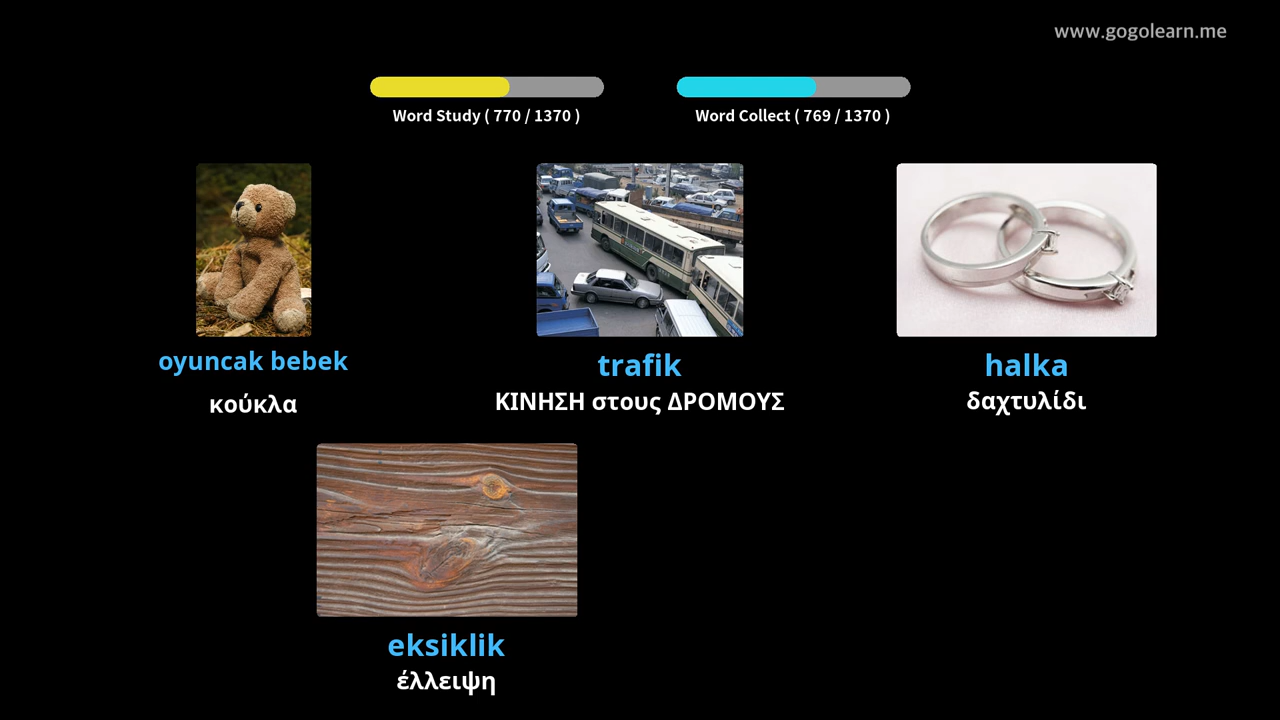 www.gogolearn.me
Word Study ( 770 / 1370 )
Word Collect ( 769 / 1370 )
oyuncak bebek
κούκλα
trafik
ΚΙΝΗΣΗ στους ΔΡΟΜΟΥΣ
halka
δαχτυλίδι
eksiklik
έλλειψη